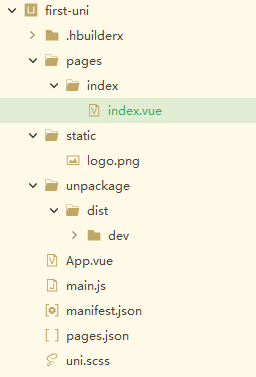 first-uni
.hbuilderx
pages
index
index.vue
static
logo.png
unpackage
dist
dev
App.vue
main.js
manifest.json
pages.json
uni.scss